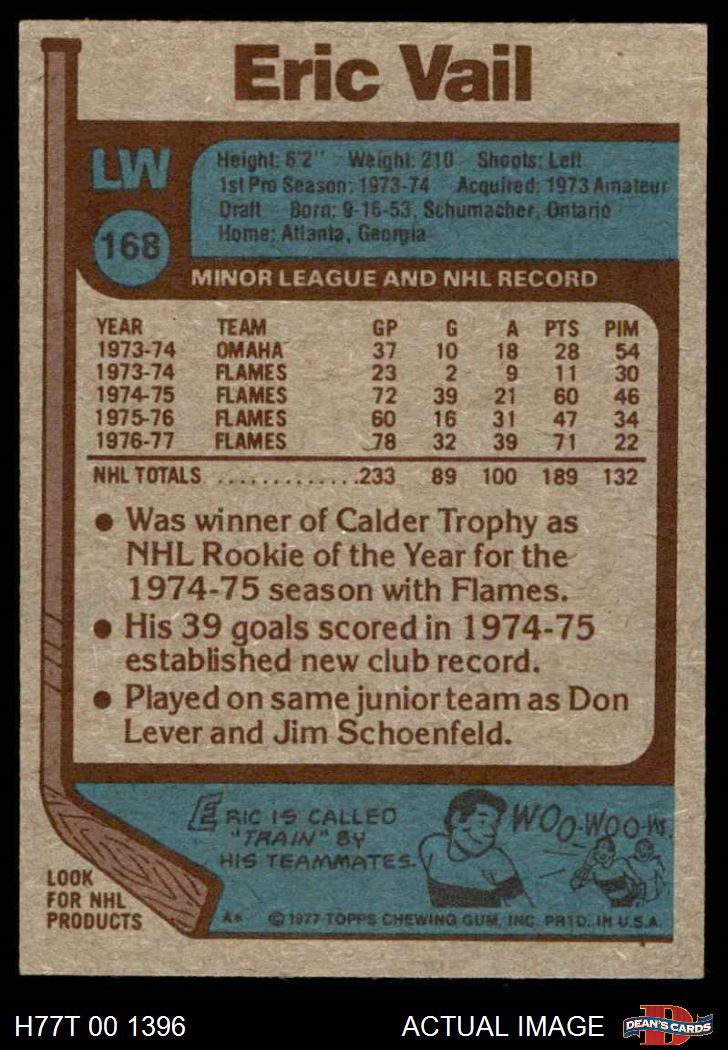 Eric Vail
LW
168
Height: 6'2" Weight: 210 Shoots: Left
1st Pro Season: 1973-74 Acquired: 1973 Amateur
Draft Born: 9-16-53, Schumacher, Ontario
Home: Atlanta, Georgia
MINOR LEAGUE AND NHL RECORD
YEAR TEAM GP G A PTS PIM
1973-74 OMAHA 37 10 18 28 54
1973-74 FLAMES 23 2 9 11 30
1974-75 FLAMES 72 39 21 60 46
1975-76 FLAMES 60 16 31 47 34
1976-77 FLAMES 78 32 39 71 22
NHL TOTALS ..............233 89 100 189 132
● Was winner of Calder Trophy as
NHL Rookie of the Year for the
1974-75 season with Flames.
● His 39 goals scored in 1974-75
established new club record.
● Played on same junior team as Don
Lever and Jim Schoenfeld.
ERIC IS CALLED
"TRAIN" BY
HIS TEAMMATES.
WOO-WOO-WS.
LOOK
FOR NHL
PRODUCTS
A* © 1977 TOPPS CHEWING GUM, INC. PRTD. IN U.S.A.
H77T 00 1396 ACTUAL IMAGE
D
DEAN'S CARDS